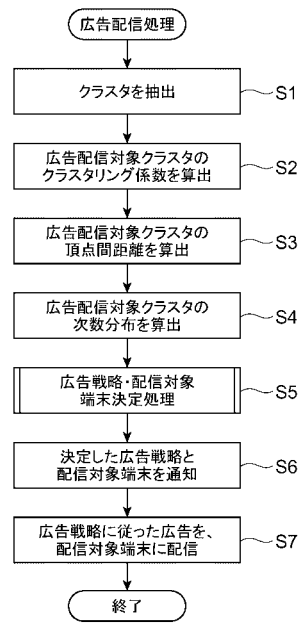 広告配信処理
クラスタを抽出
S1
広告配信対象クラスタの
クラスタリング係数を算出
S2
広告配信対象クラスタの
頂点間距離を算出
S3
広告配信対象クラスタの
次数分布を算出
S4
広告戦略・配信対象
端末決定処理
S5
決定した広告戦略と
配信対象端末を通知
S6
広告戦略に従った広告を、
配信対象端末に配信
S7
終了